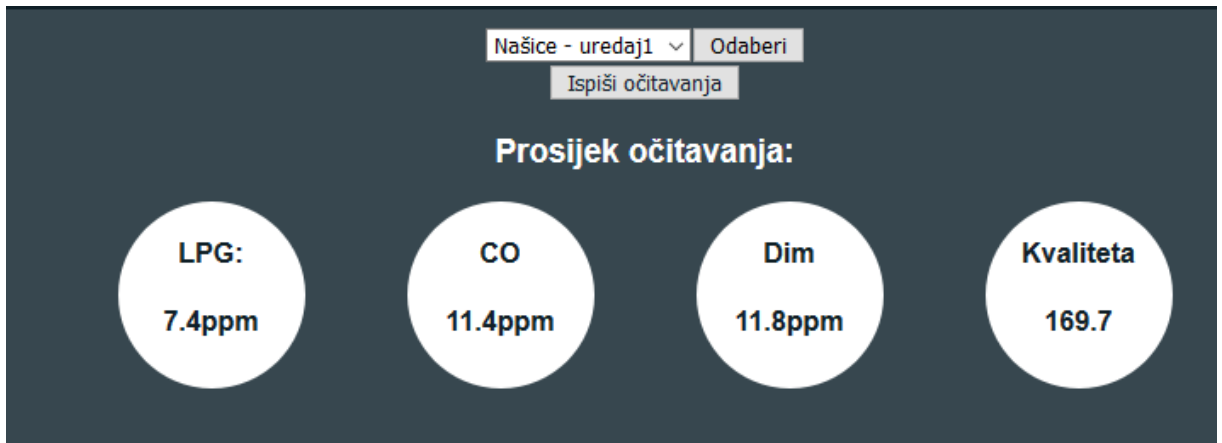 Našice - uredaj1 Odaberi
Ispiši očitavanja
Prosijek očitavanja:
LPG: CO Dim Kvaliteta
7.4ppm 11.4ppm 11.8ppm 169.7